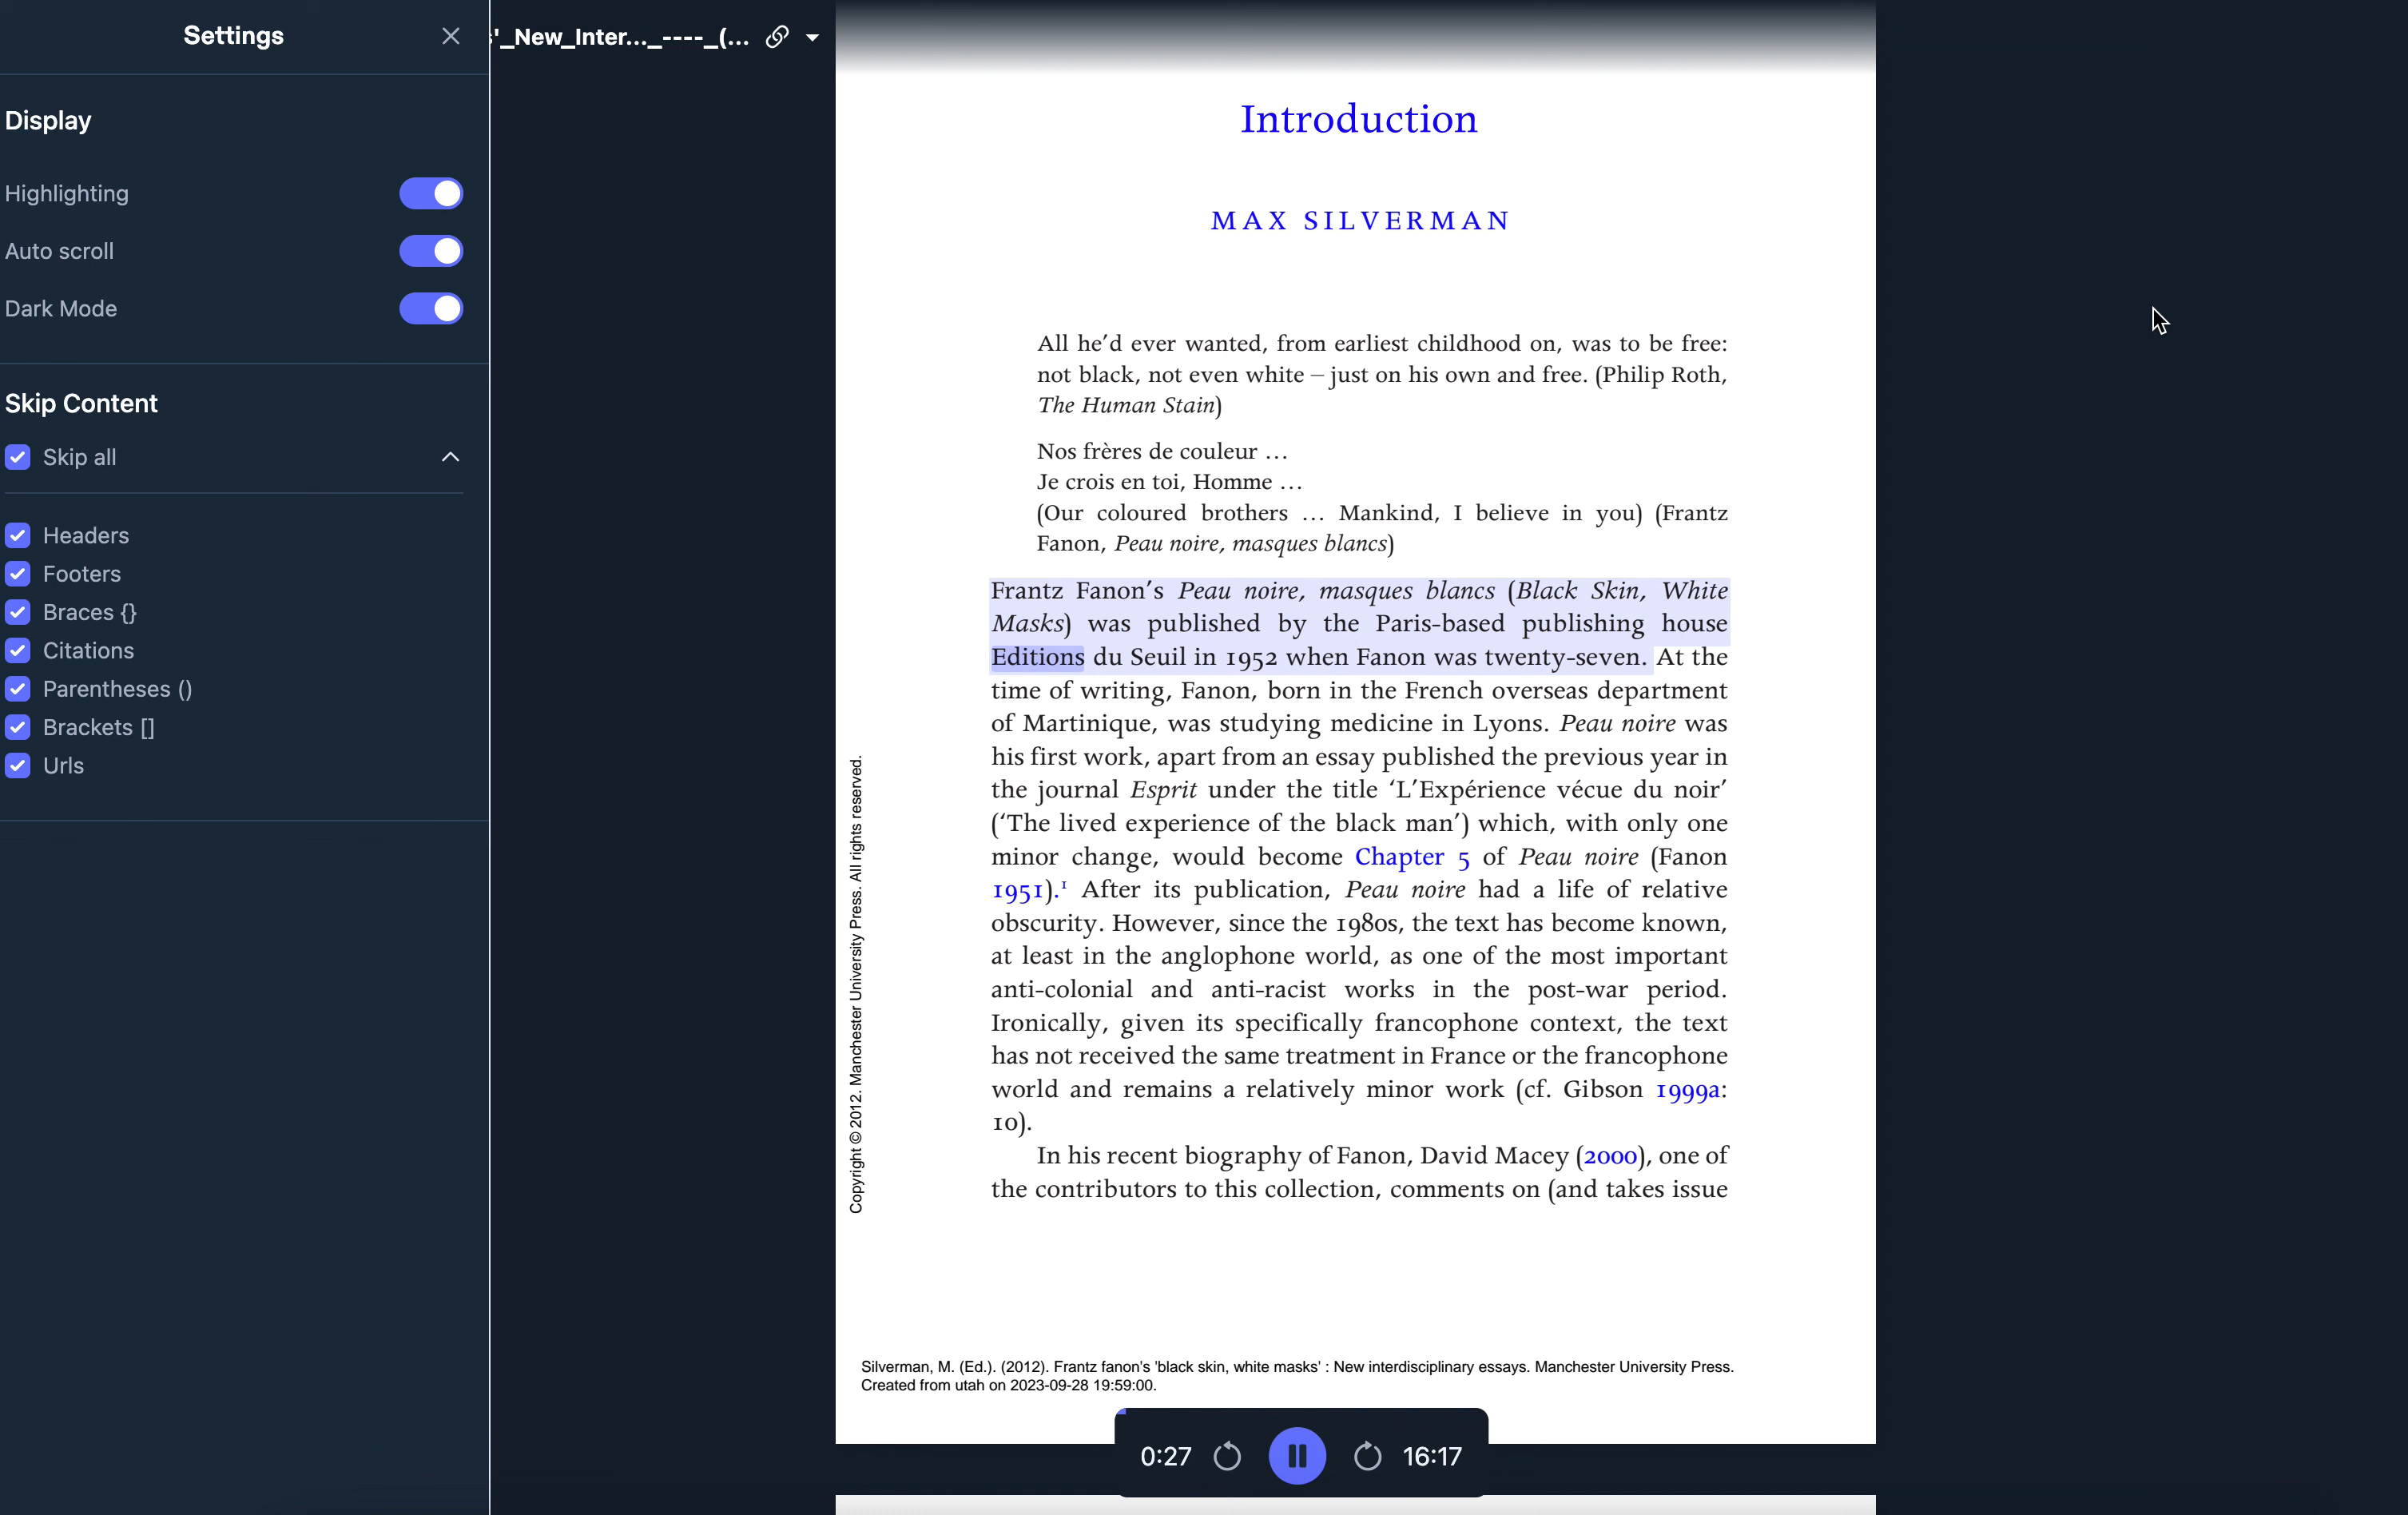 Settings
Display
Highlighting
Auto scroll
Dark Mode
Skip Content
Skip all
Headers
Footers
Braces {}
Citations
Parentheses ()
Brackets []
Urls
'_New_Inter..._----_(...
Introduction
MAX SILVERMAN
All he’d ever wanted, from earliest childhood on, was to be free:
not black, not even white – just on his own and free. (Philip Roth,
The Human Stain)
Nos frères de couleur …
Je crois en toi, Homme …
(Our coloured brothers … Mankind, I believe in you) (Frantz
Fanon, Peau noire, masques blancs)
Frantz Fanon’s Peau noire, masques blancs (Black Skin, White
Masks) was published by the Paris-based publishing house
Editions du Seuil in 1952 when Fanon was twenty-seven. At the
time of writing, Fanon, born in the French overseas department
of Martinique, was studying medicine in Lyons. Peau noire was
his first work, apart from an essay published the previous year in
the journal Esprit under the title ‘L’Expérience vécue du noir’
(‘The lived experience of the black man’) which, with only one
minor change, would become Chapter 5 of Peau noire (Fanon
1951).¹ After its publication, Peau noire had a life of relative
obscurity. However, since the 1980s, the text has become known,
at least in the anglophone world, as one of the most important
anti-colonial and anti-racist works in the post-war period.
Ironically, given its specifically francophone context, the text
has not received the same treatment in France or the francophone
world and remains a relatively minor work (cf. Gibson 1999a:
10).
In his recent biography of Fanon, David Macey (2000), one of
the contributors to this collection, comments on (and takes issue
Copyright © 2012. Manchester University Press. All rights reserved.
Silverman, M. (Ed.). (2012). Frantz fanon's 'black skin, white masks' : New interdisciplinary essays. Manchester University Press.
Created from utah on 2023-09-28 19:59:00.
0:27 16:17